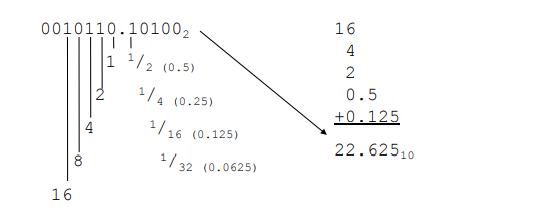 0010110.10100₂
1 1/2 (0.5)
2 1/4 (0.25)
4 1/16 (0.125)
8 1/32 (0.0625)
16
16
4
2
0.5
+0.125
22.625₁₀